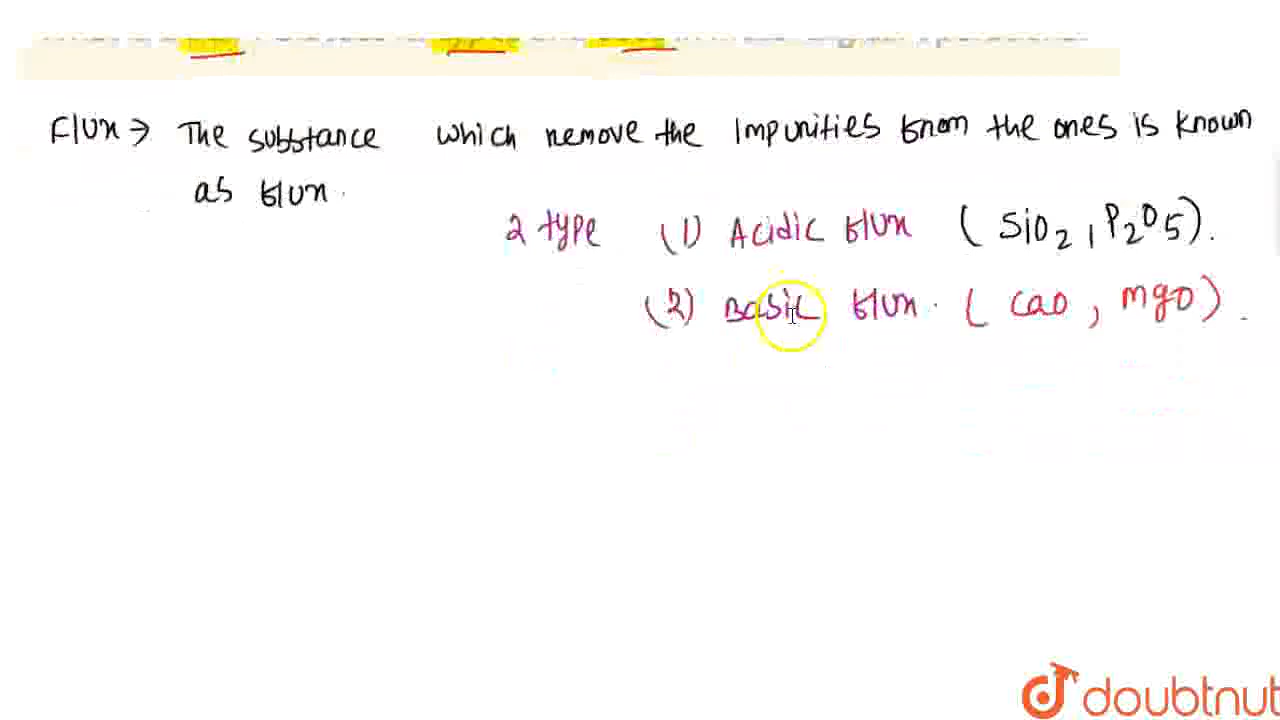 Flux → The substance which remove the impurities from the ores is known
as flux.
2 type (1) Acidic flux ( SiO2, P2O5).
(2) Basic flux. ( CaO, MgO).
doubtnut